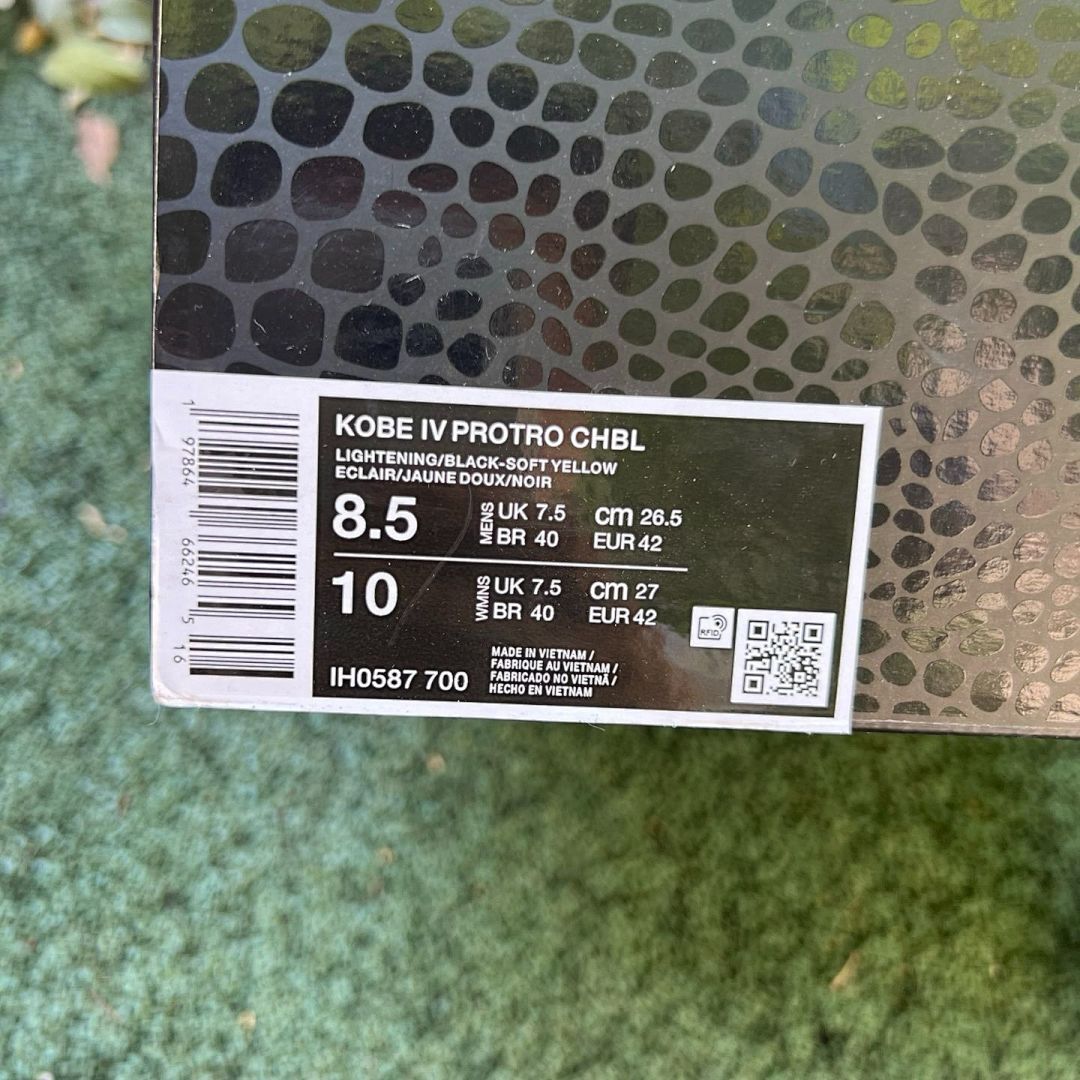 KOBE IV PROTRO CHBL
LIGHTENING/BLACK-SOFT YELLOW
ECLAIR/JAUNE DOUX/NOIR
8.5 MENS UK 7.5 cm 26.5
BR 40 EUR 42
10 WMNS UK 7.5 cm 27
BR 40 EUR 42
RFID
IH0587 700
MADE IN VIETNAM /
FABRIQUE AU VIETNAM /
FABRICADO NO VIETNÃ /
HECHO EN VIETNAM
1 97864 66246 5 16